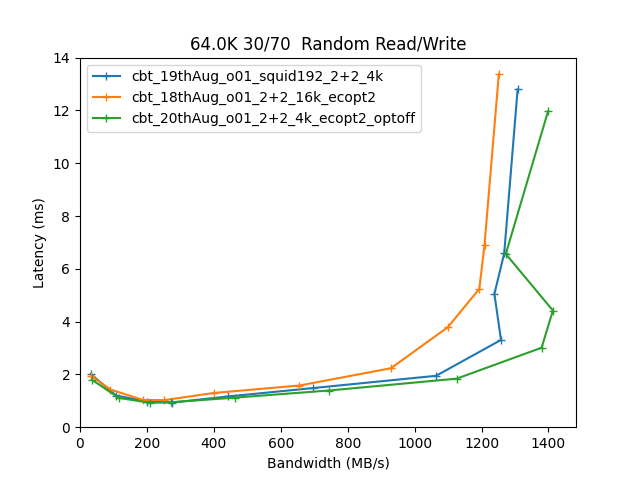 64.0K 30/70  Random Read/Write
14
12
10
8
6
4
2
0
Latency (ms)
cbt_19thAug_o01_squid192_2+2_4k
cbt_18thAug_o01_2+2_16k_ecopt2
cbt_20thAug_o01_2+2_4k_ecopt2_optoff
0 200 400 600 800 1000 1200 1400
Bandwidth (MB/s)